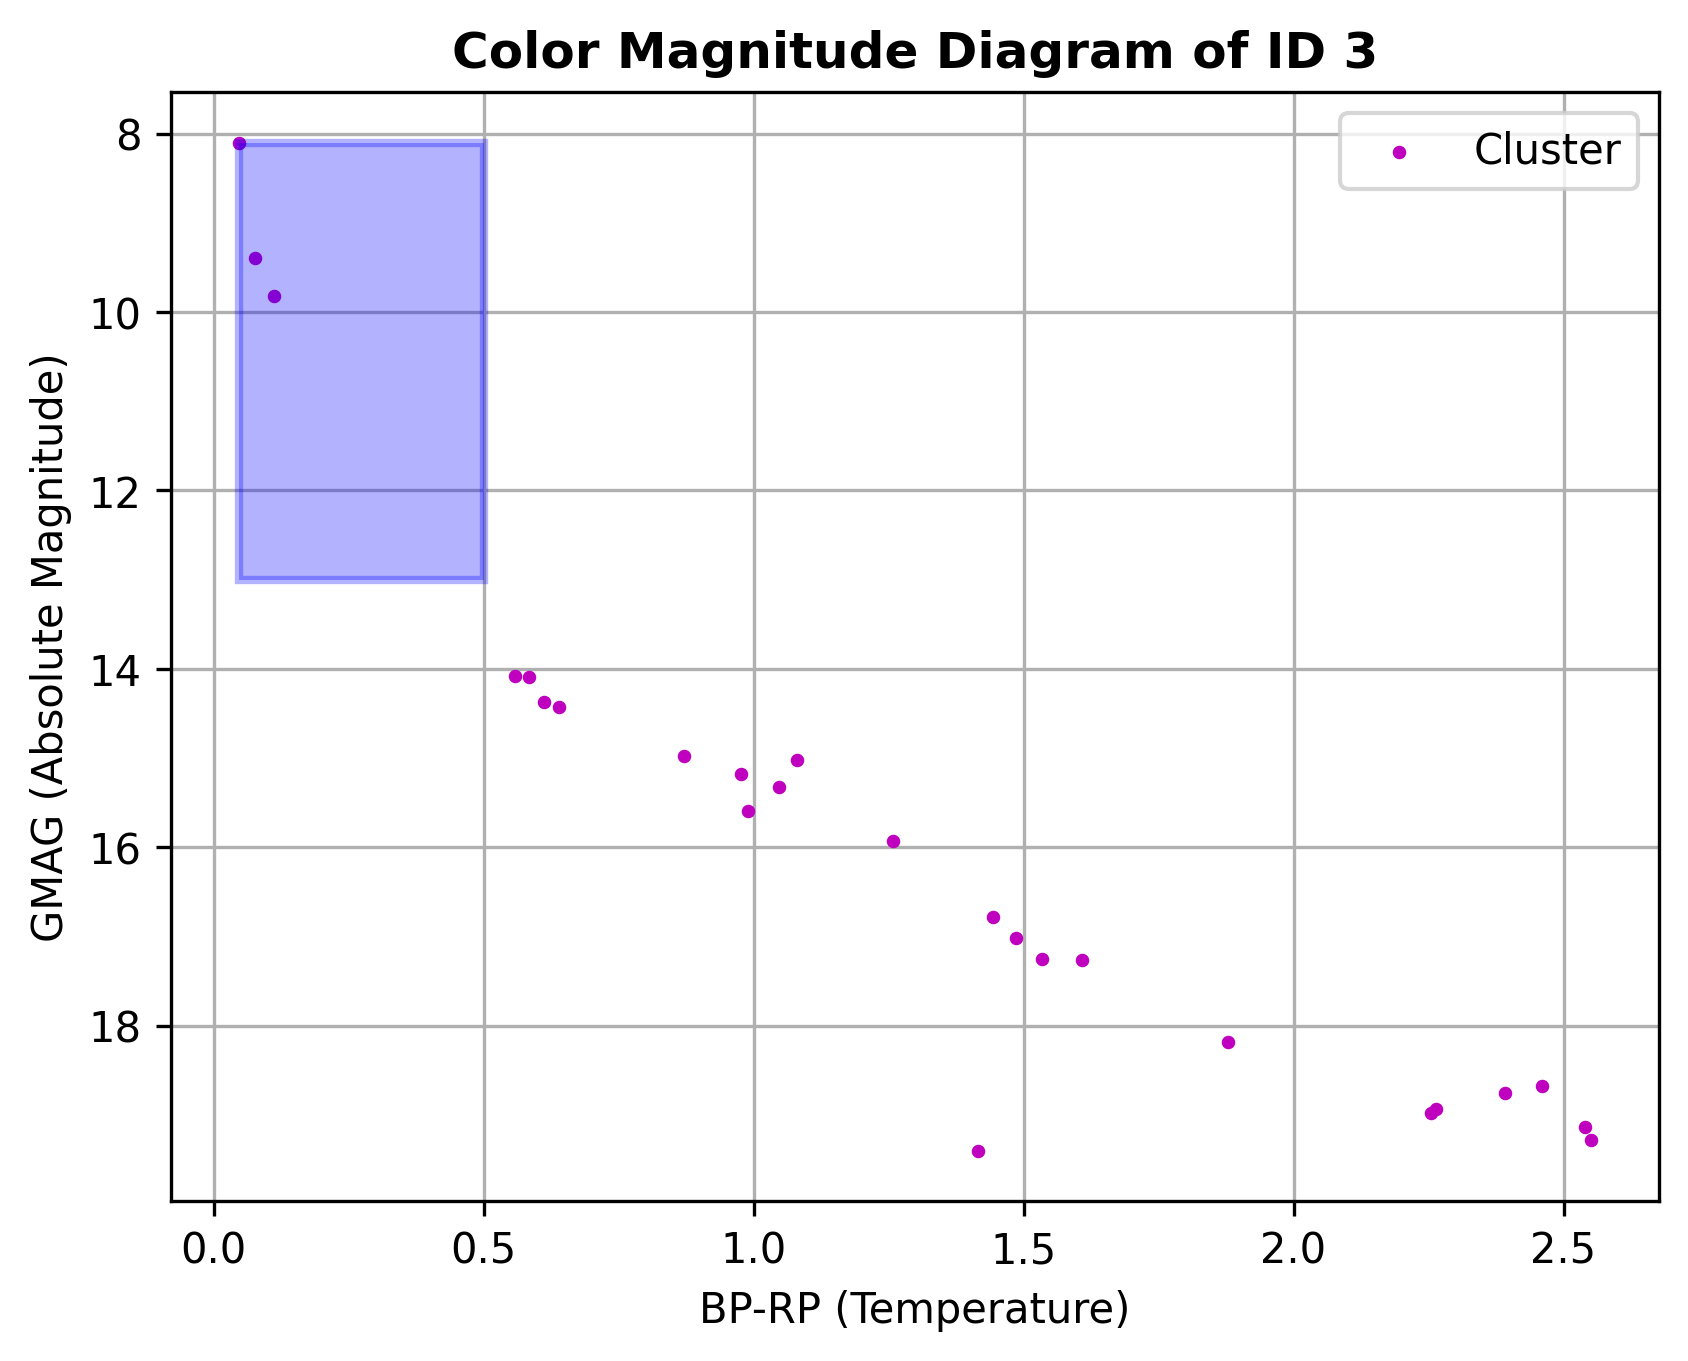 Color Magnitude Diagram of ID 3
Cluster
8
10
12
14
16
18
GMAG (Absolute Magnitude)
0.0 0.5 1.0 1.5 2.0 2.5
BP-RP (Temperature)